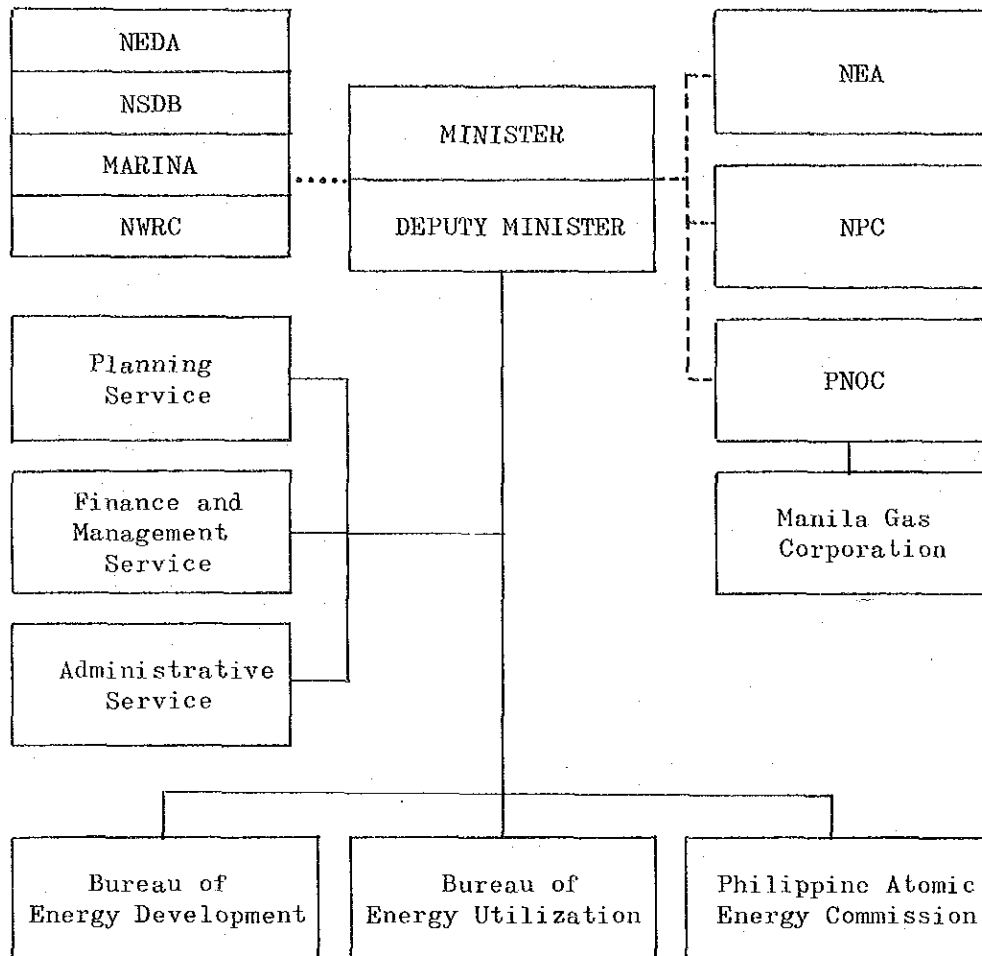 NEDA
NSDB
MARINA
NWRC
MINISTER
DEPUTY MINISTER
NEA
NPC
PNOC
Manila Gas
Corporation
Planning
Service
Finance and
Management
Service
Administrative
Service
Bureau of
Energy Development
Bureau of
Energy Utilization
Philippine Atomic
Energy Commission